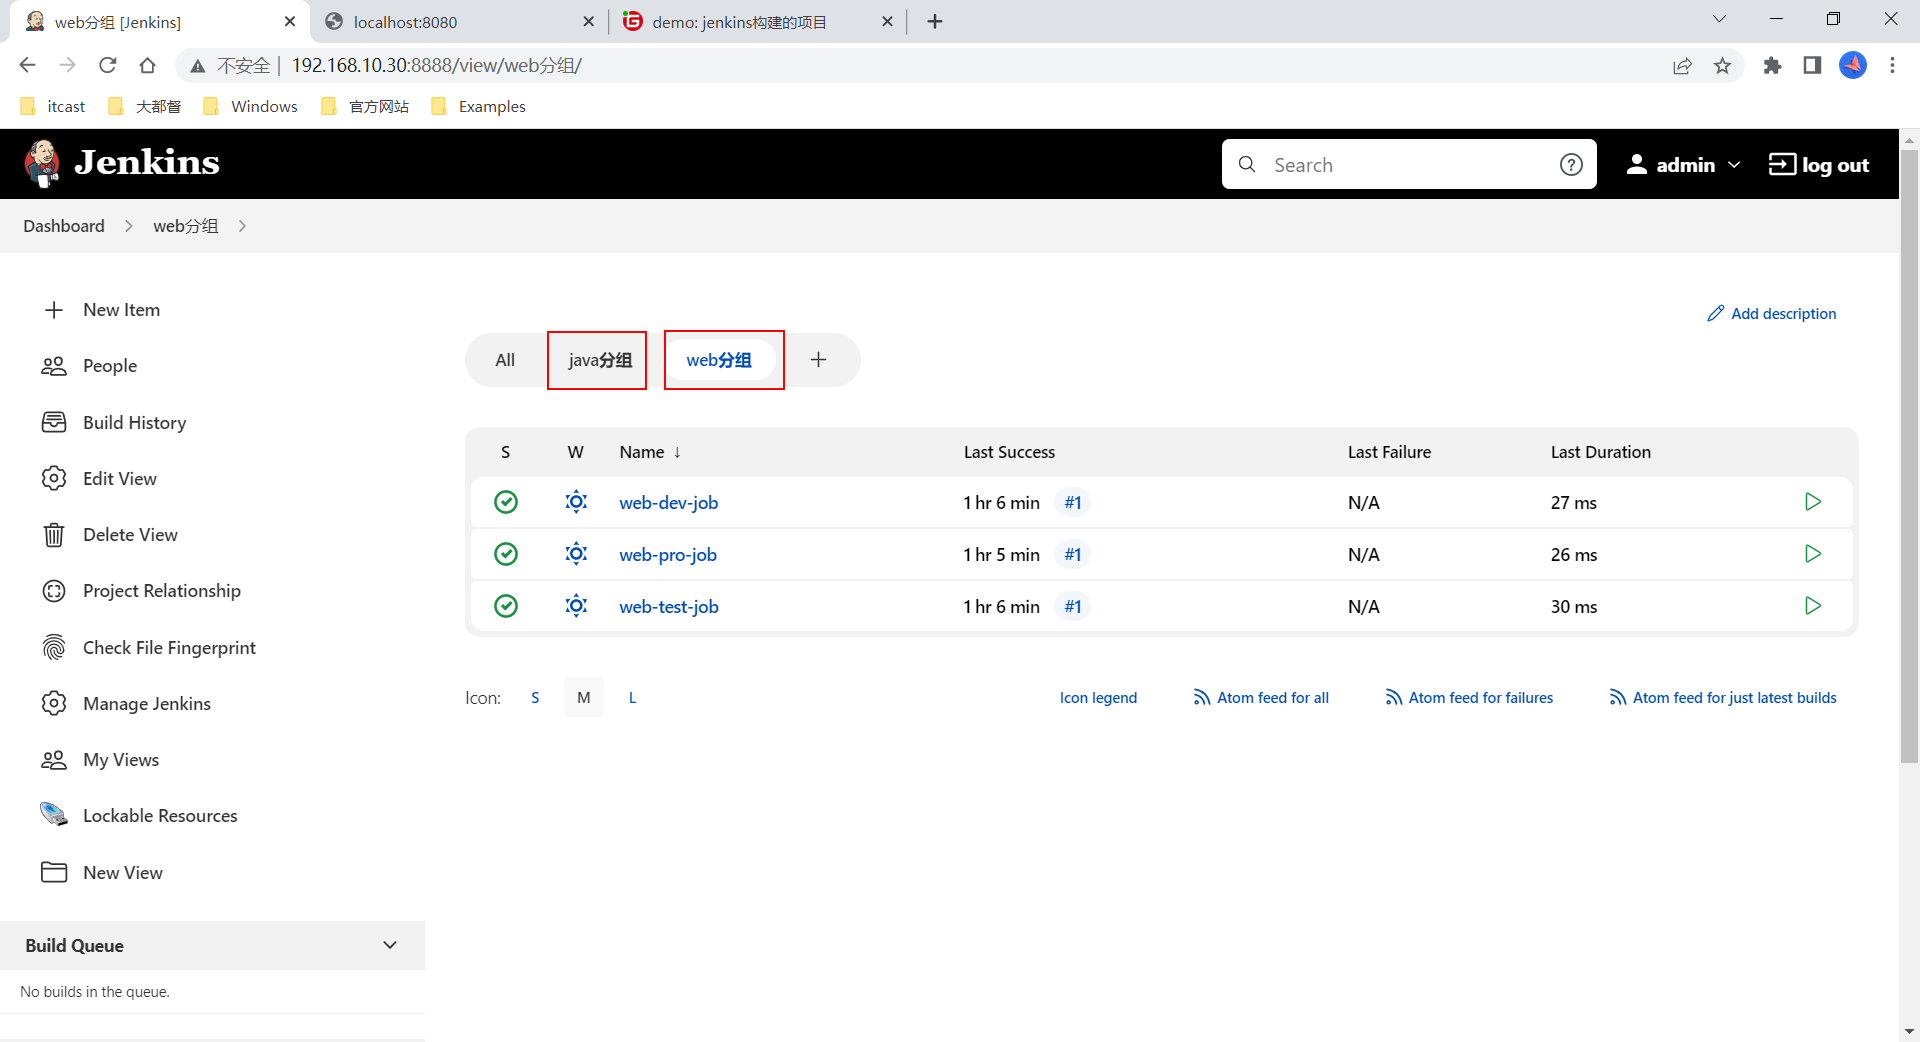 web分组 [Jenkins]
localhost:8080
demo: jenkins构建的项目
不安全 | 192.168.10.30:8888/view/web分组/
itcast 大都督 Windows 官方网站 Examples
Jenkins
Search
admin
log out
Dashboard
web分组
New Item
People
Build History
Edit View
Delete View
Project Relationship
Check File Fingerprint
Manage Jenkins
My Views
Lockable Resources
New View
Build Queue
No builds in the queue.
Add description
All java分组 web分组 +
S W Name ↓ Last Success Last Failure Last Duration
web-dev-job 1 hr 6 min #1 N/A 27 ms
web-pro-job 1 hr 5 min #1 N/A 26 ms
web-test-job 1 hr 6 min #1 N/A 30 ms
Icon: S M L
Icon legend Atom feed for all Atom feed for failures Atom feed for just latest builds